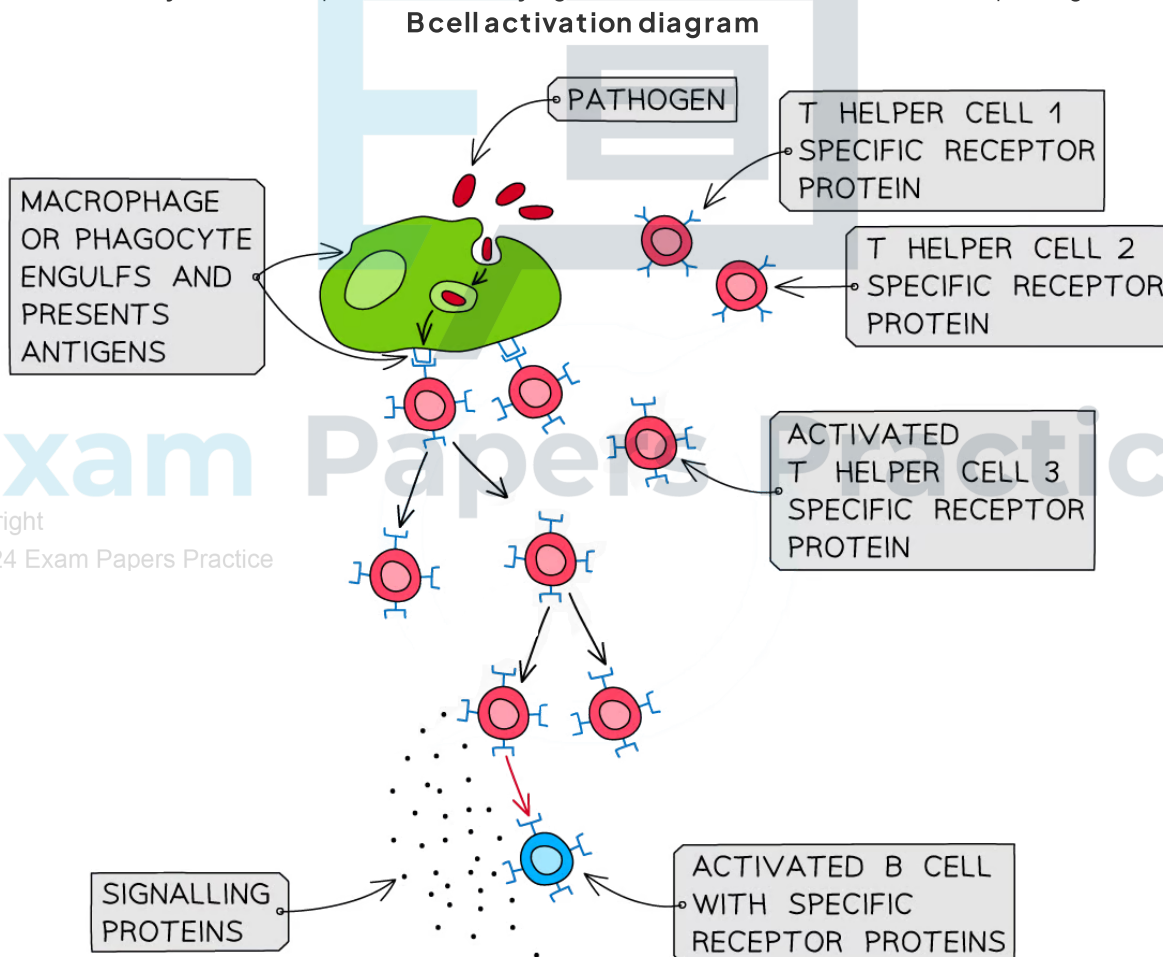 B cell activation diagram
PATHOGEN
T HELPER CELL 1
SPECIFIC RECEPTOR
PROTEIN
MACROPHAGE
OR PHAGOCYTE
ENGULFS AND
PRESENTS
ANTIGENS
T HELPER CELL 2
SPECIFIC RECEPTOR
PROTEIN
ACTIVATED
T HELPER CELL 3
SPECIFIC RECEPTOR
PROTEIN
xam Papers Practic
right
24 Exam Papers Practice
SIGNALLING
PROTEINS
ACTIVATED B CELL
WITH SPECIFIC
RECEPTOR PROTEINS